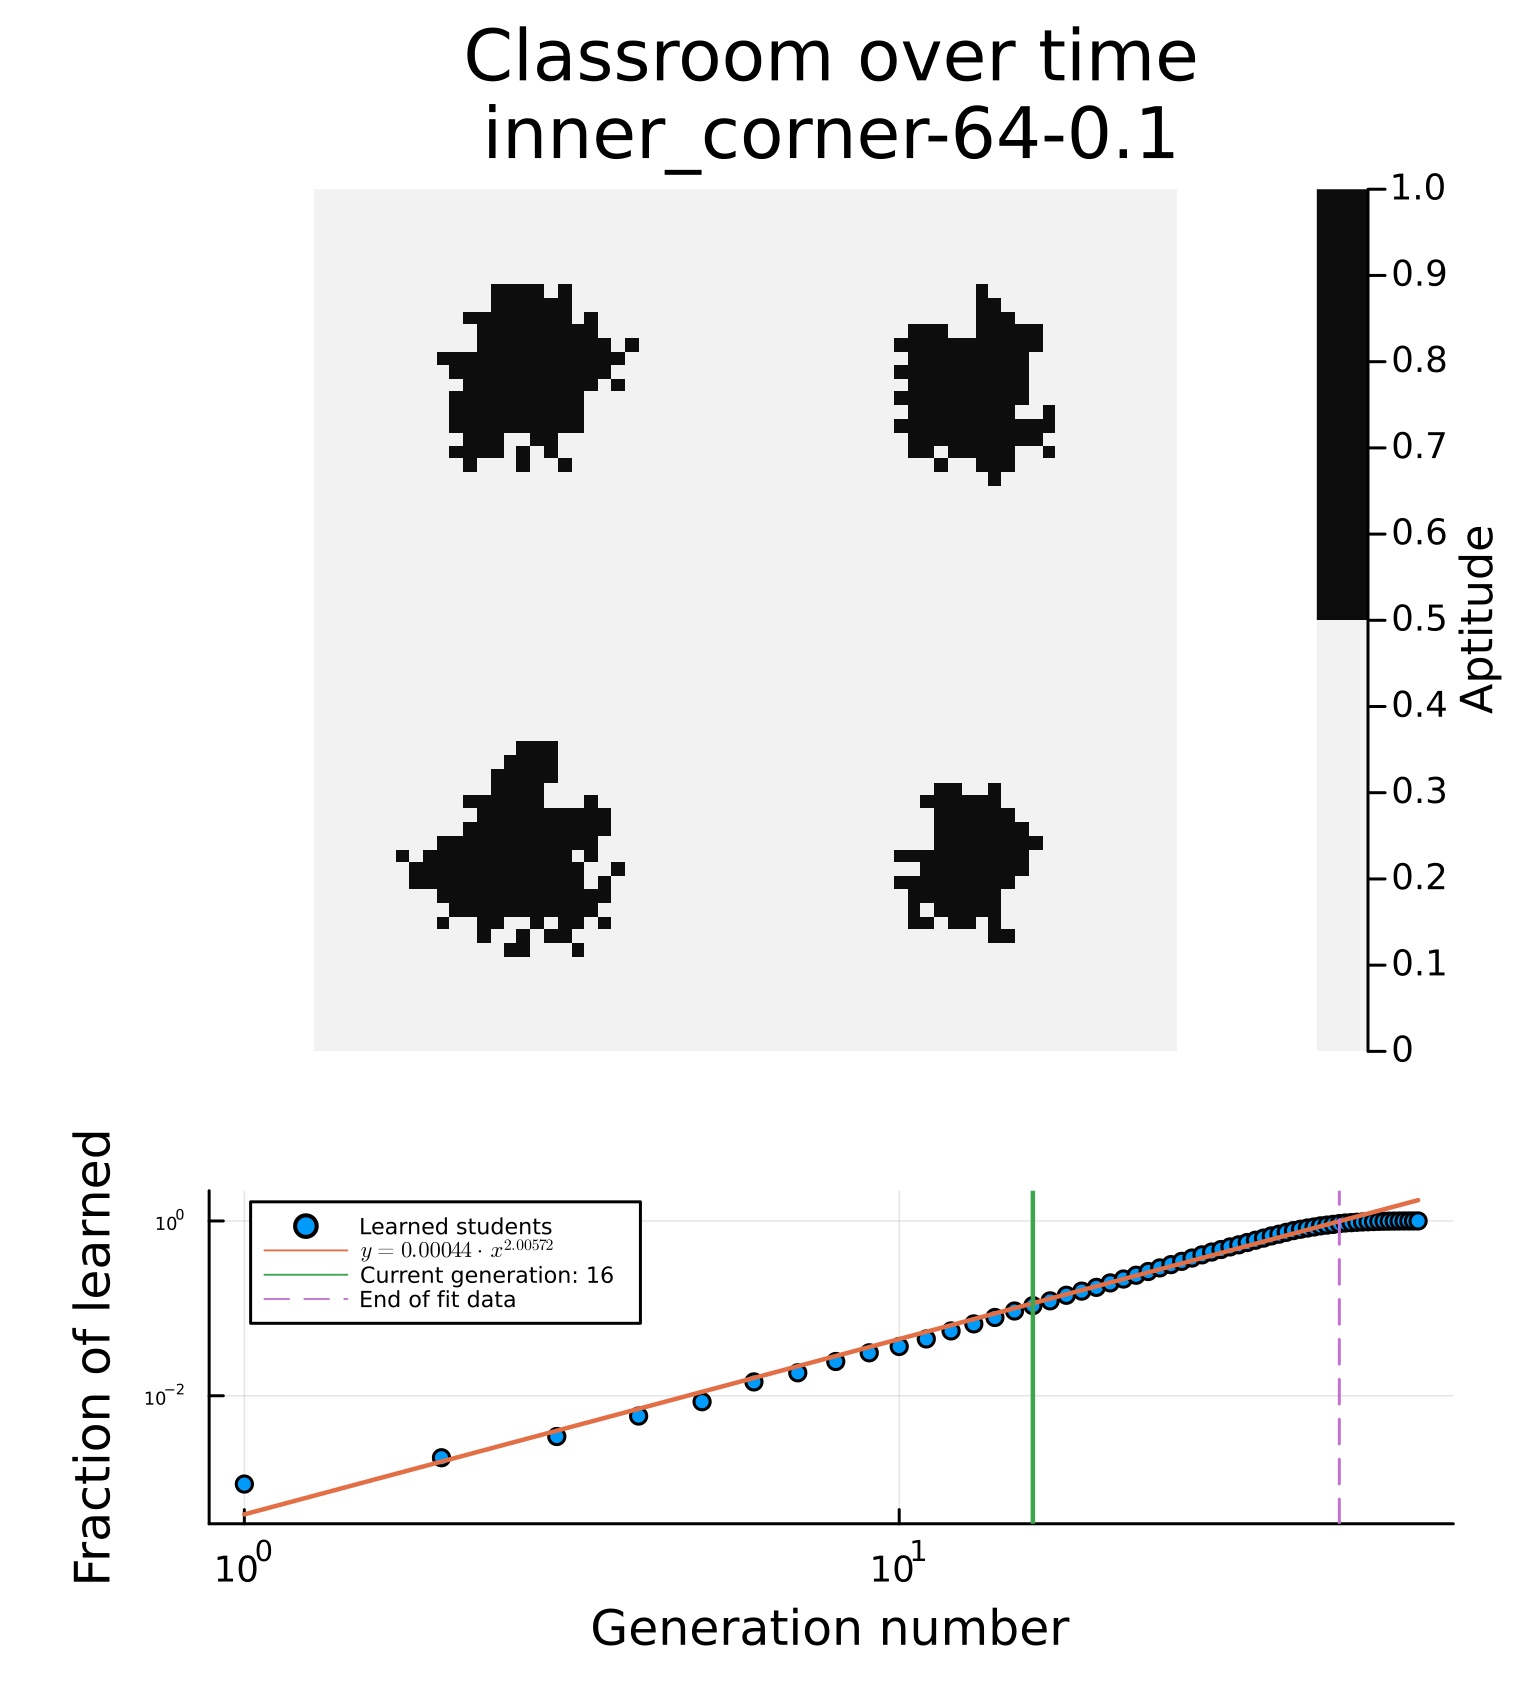 Classroom over time
inner_corner-64-0.1
1.0
0.9
0.8
0.7
0.6
0.5
0.4
0.3
0.2
0.1
0
Aptitude
Fraction of learned
10^0
10^-2
Learned students
y = 0.00044 · x^2.00572
Current generation: 16
End of fit data
10^0
10^1
Generation number